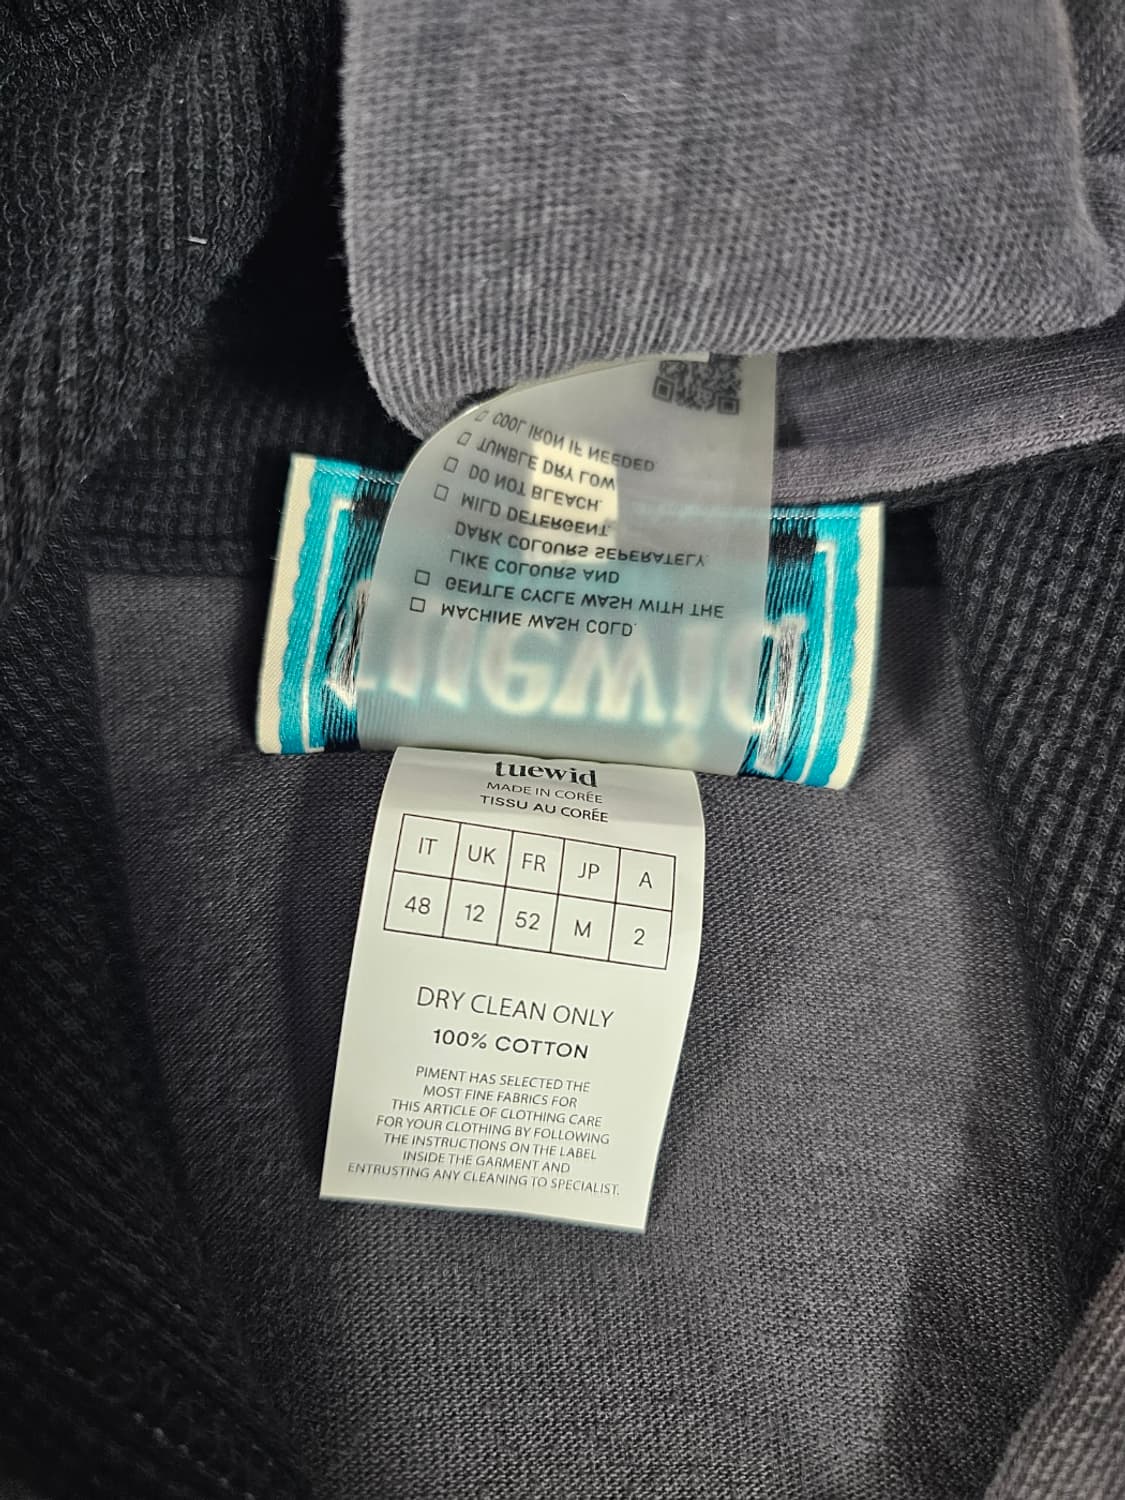 COOL IRON IF NEEDED
TUMBLE DRY LOW
DO NOT BLEACH.
MILD DETERGENT.
DARK COLOURS SEPERATELY
LIKE COLOURS AND
GENTLE CYCLE WASH WITH THE
MACHINE WASH COLD.
tuewid
tuewid
MADE IN CORÉE
TISSU AU CORÉE
IT UK FR JP A
48 12 52 M 2
DRY CLEAN ONLY
100% COTTON
PIMENT HAS SELECTED THE
MOST FINE FABRICS FOR
THIS ARTICLE OF CLOTHING CARE
FOR YOUR CLOTHING BY FOLLOWING
THE INSTRUCTIONS ON THE LABEL
INSIDE THE GARMENT AND
ENTRUSTING ANY CLEANING TO SPECIALIST.